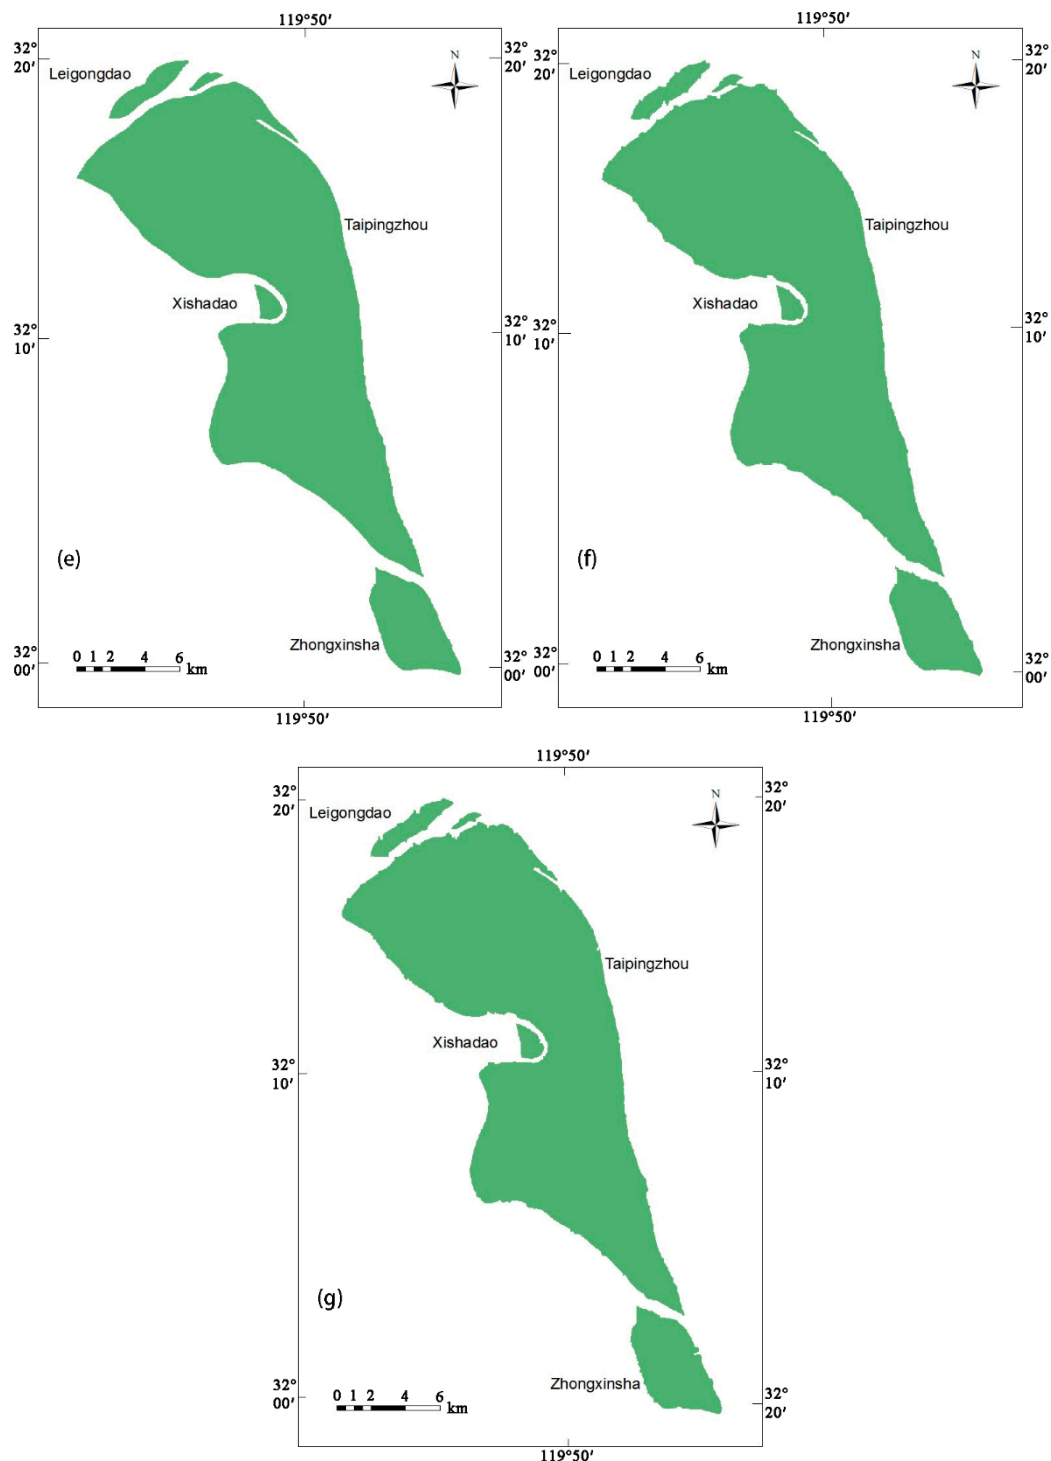 119°50′
32°
20′
32°
20′
N
Leigongdao
Taipingzhou
Xishadao
32°
10′
32°
10′
(e)
Zhongxinsha
0 1 2 4 6
km
32°
00′
32°
00′
119°50′
119°50′
32°
20′
32°
20′
N
Leigongdao
Taipingzhou
Xishadao
32°
10′
32°
10′
(f)
Zhongxinsha
0 1 2 4 6
km
32°
00′
32°
00′
119°50′
119°50′
32°
20′
32°
20′
N
Leigongdao
Taipingzhou
Xishadao
32°
10′
32°
10′
(g)
Zhongxinsha
0 1 2 4 6
km
32°
00′
32°
20′
119°50′